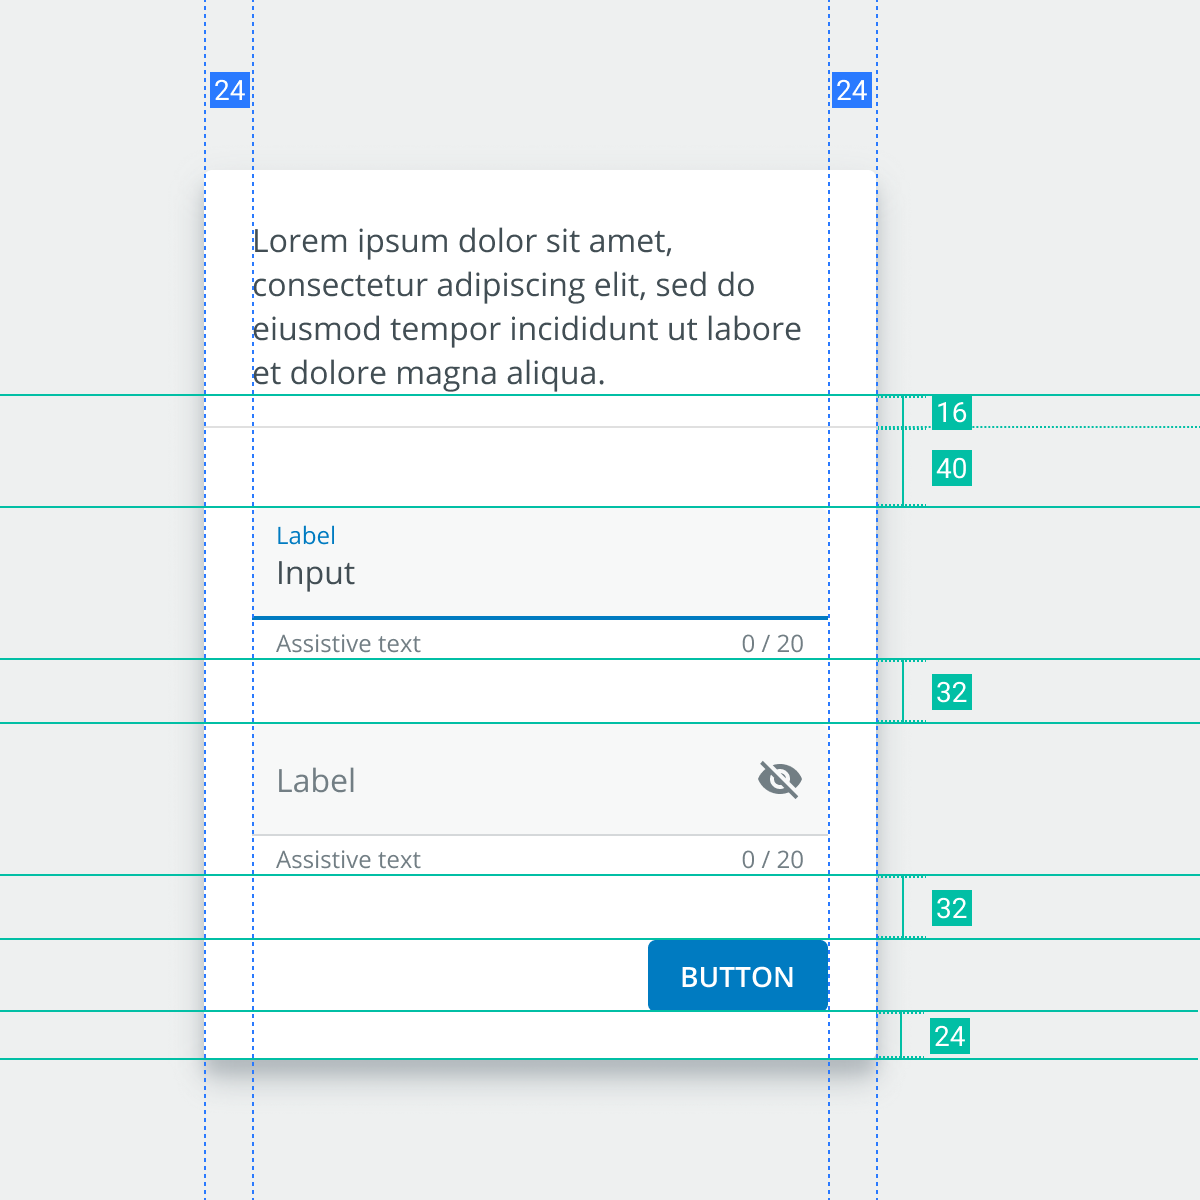 24
24
Lorem ipsum dolor sit amet,
consectetur adipiscing elit, sed do
eiusmod tempor incididunt ut labore
et dolore magna aliqua.
16
40
Label
Input
Assistive text 0 / 20
32
Label
Assistive text 0 / 20
32
BUTTON
24